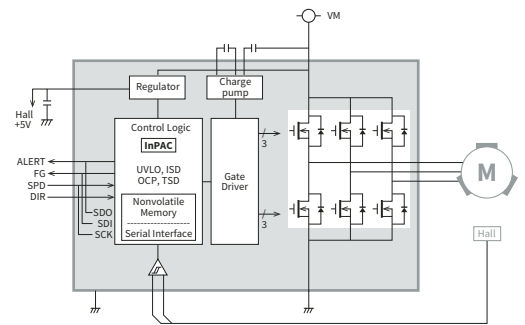 VM
Regulator
Charge
pump
Hall
+5V
Control Logic
InPAC
UVLO, ISD
OCP, TSD
Nonvolatile
Memory
Serial Interface
Gate
Driver
3
3
ALERT
FG
SPD
DIR
SDO
SDI
SCK
M
Hall